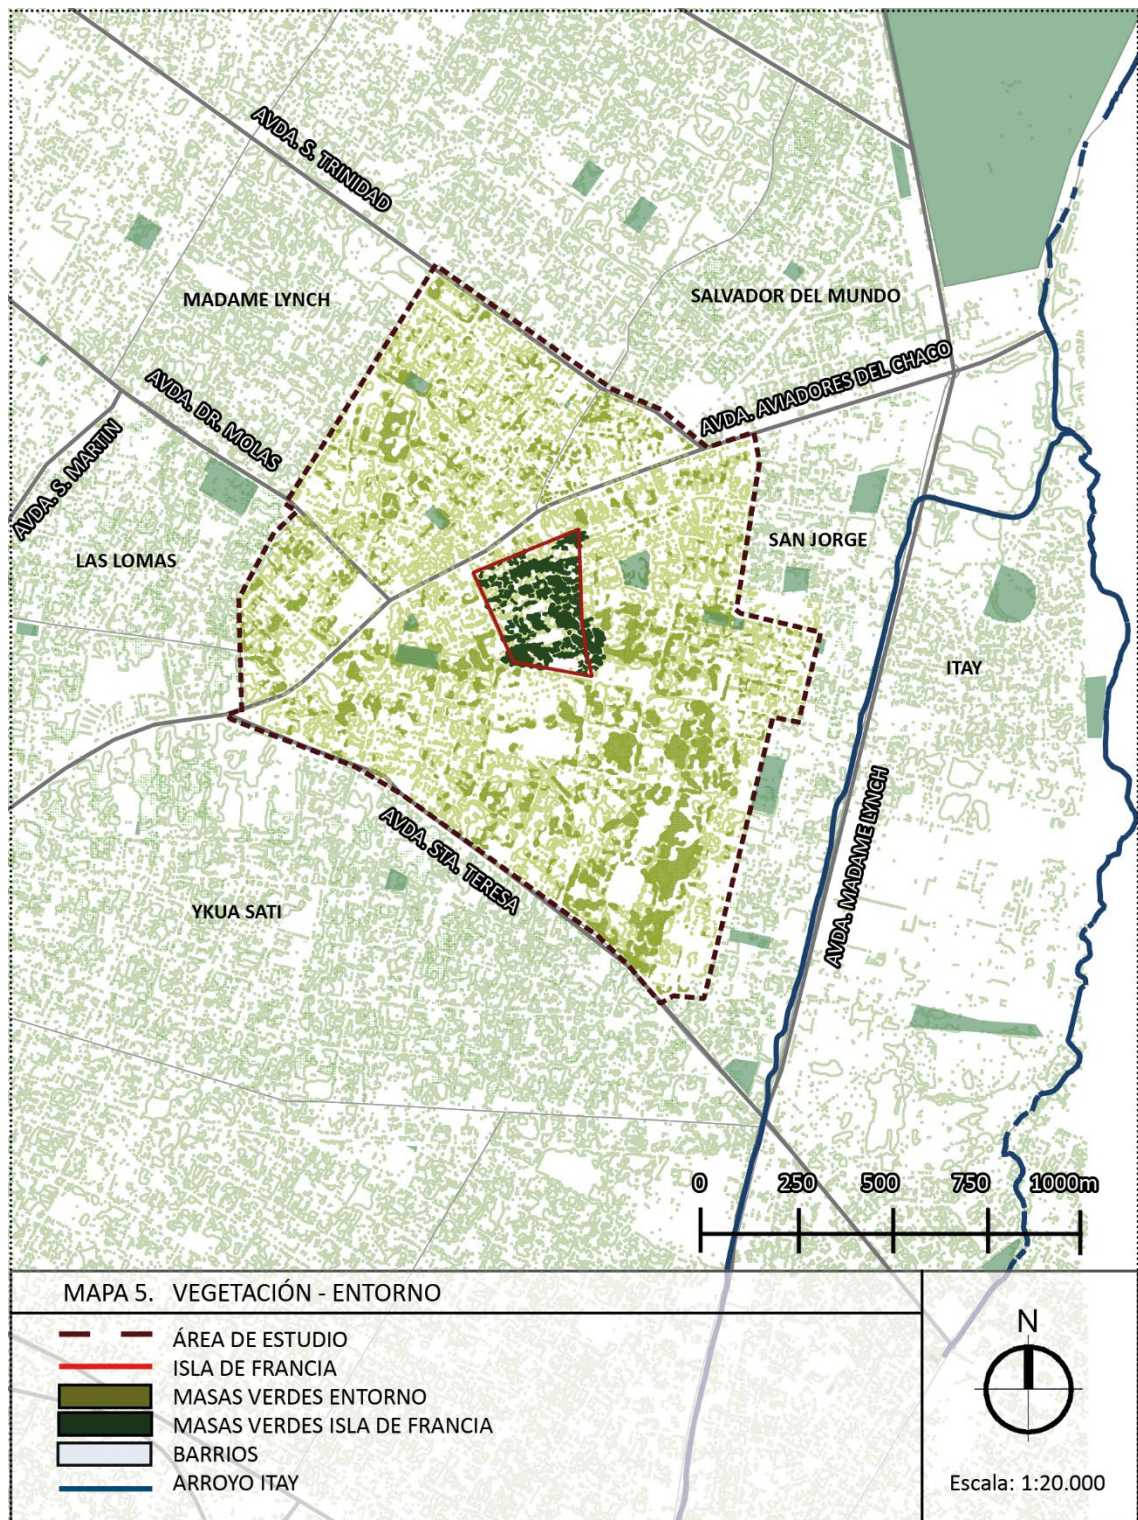 AVDA. S. TRINIDAD
MADAME LYNCH
SALVADOR DEL MUNDO
AVDA. AVIADORES DEL CHACO
AVDA. DR. MOLAS
AVDA. S. MARTIN
LAS LOMAS
SAN JORGE
ITAY
AVDA. MADAME LYNCH
AVDA. STA. TERESA
YKUA SATI
0 250 500 750 1000m
MAPA 5. VEGETACIÓN - ENTORNO
ÁREA DE ESTUDIO
ISLA DE FRANCIA
MASAS VERDES ENTORNO
MASAS VERDES ISLA DE FRANCIA
BARRIOS
ARROYO ITAY
N
Escala: 1:20.000